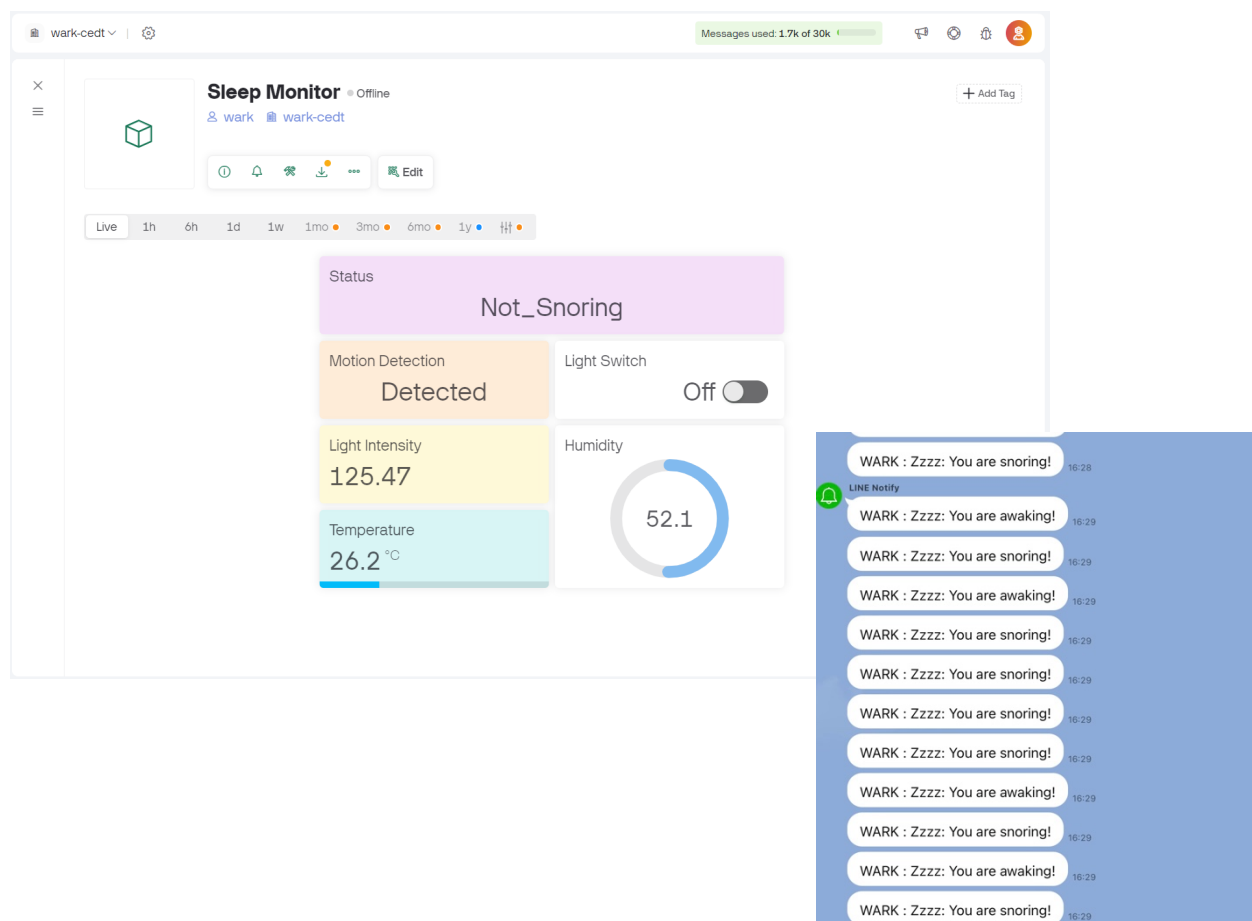 wark-cedt
Messages used: 1.7k of 30k
Sleep Monitor Offline
+ Add Tag
wark wark-cedt
Edit
Live 1h 6h 1d 1w 1mo 3mo 6mo 1y
Status
Not_Snoring
Motion Detection
Detected
Light Switch
Off
Light Intensity
125.47
Humidity
52.1
Temperature
26.2 °C
WARK : Zzzz: You are snoring! 16:28
LINE Notify
WARK : Zzzz: You are awaking! 16:29
WARK : Zzzz: You are snoring! 16:29
WARK : Zzzz: You are awaking! 16:29
WARK : Zzzz: You are snoring! 16:29
WARK : Zzzz: You are snoring! 16:29
WARK : Zzzz: You are snoring! 16:29
WARK : Zzzz: You are snoring! 16:29
WARK : Zzzz: You are awaking! 16:29
WARK : Zzzz: You are snoring! 16:29
WARK : Zzzz: You are awaking! 16:29
WARK : Zzzz: You are snoring! 16:29